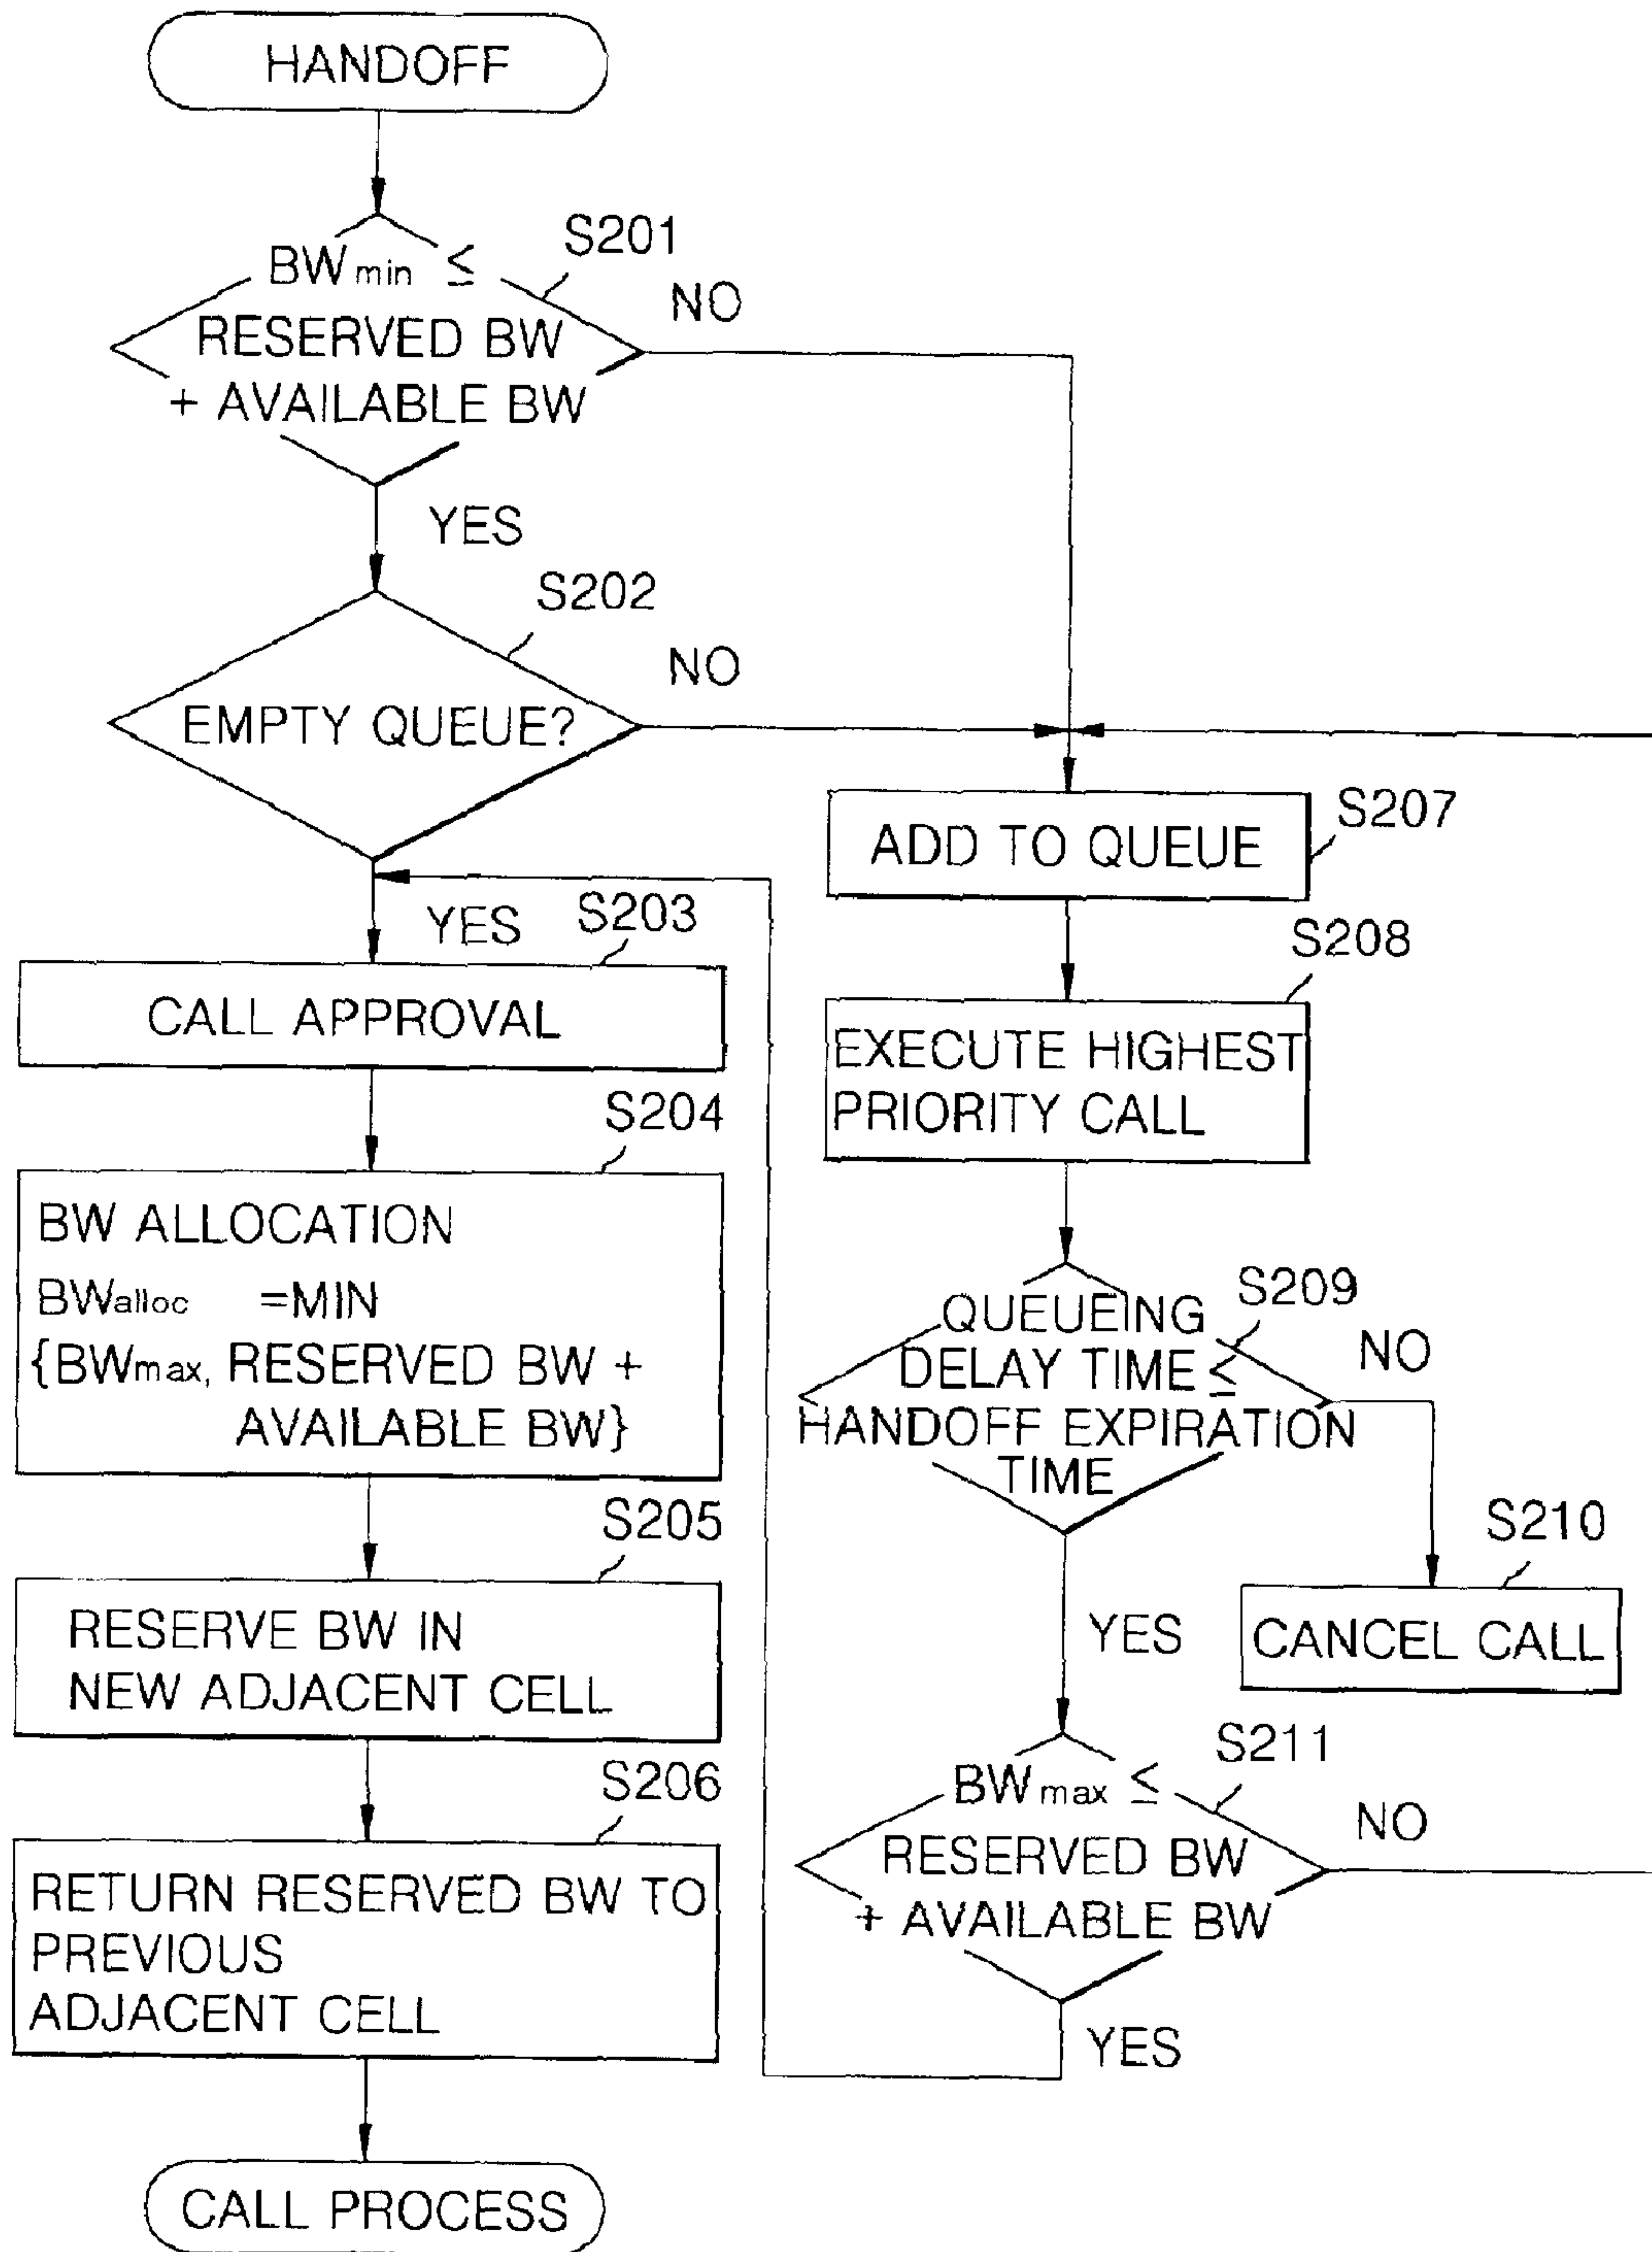 HANDOFF
S201
BWmin ≤
RESERVED BW
+ AVAILABLE BW
NO
YES
S202
EMPTY QUEUE?
NO
YES
S203
CALL APPROVAL
S204
BW ALLOCATION
BWalloc =MIN
{BWmax, RESERVED BW +
AVAILABLE BW}
S205
RESERVE BW IN
NEW ADJACENT CELL
S206
RETURN RESERVED BW TO
PREVIOUS
ADJACENT CELL
CALL PROCESS
S207
ADD TO QUEUE
S208
EXECUTE HIGHEST
PRIORITY CALL
S209
QUEUEING
DELAY TIME ≤
HANDOFF EXPIRATION
TIME
NO
YES
S210
CANCEL CALL
S211
BWmax ≤
RESERVED BW
+ AVAILABLE BW
NO
YES